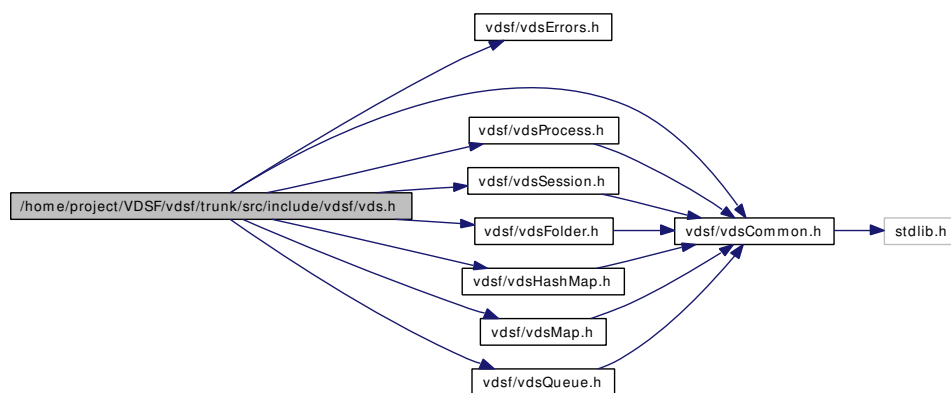 vdsf/vdsErrors.h
vdsf/vdsProcess.h
vdsf/vdsSession.h
/home/project/VDSF/vdsf/trunk/src/include/vdsf/vds.h
vdsf/vdsFolder.h
vdsf/vdsCommon.h
stdlib.h
vdsf/vdsHashMap.h
vdsf/vdsMap.h
vdsf/vdsQueue.h